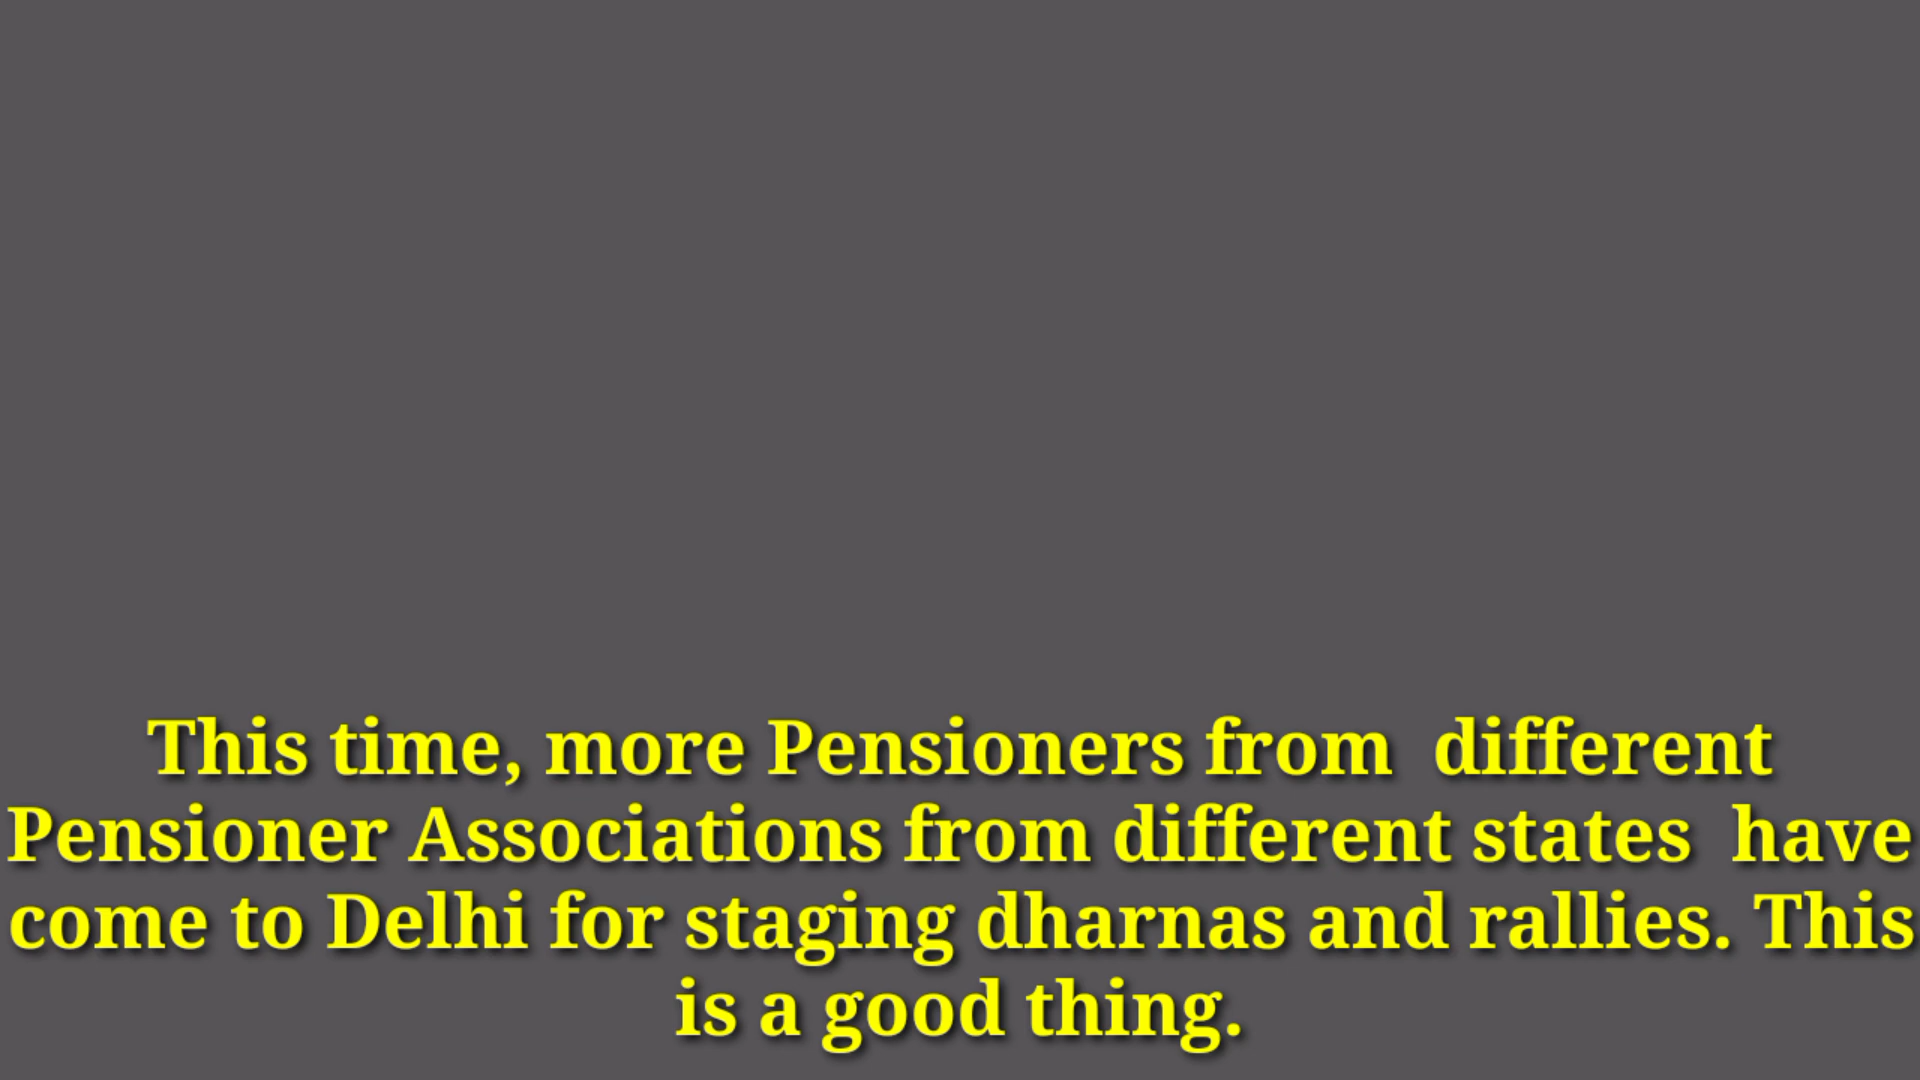 This time, more Pensioners from  different
Pensioner Associations from different states  have
come to Delhi for staging dharnas and rallies. This
is a good thing.